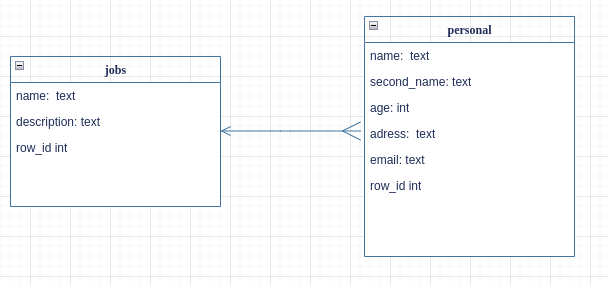 jobs
name: text
description: text
row_id int
personal
name: text
second_name: text
age: int
adress: text
email: text
row_id int